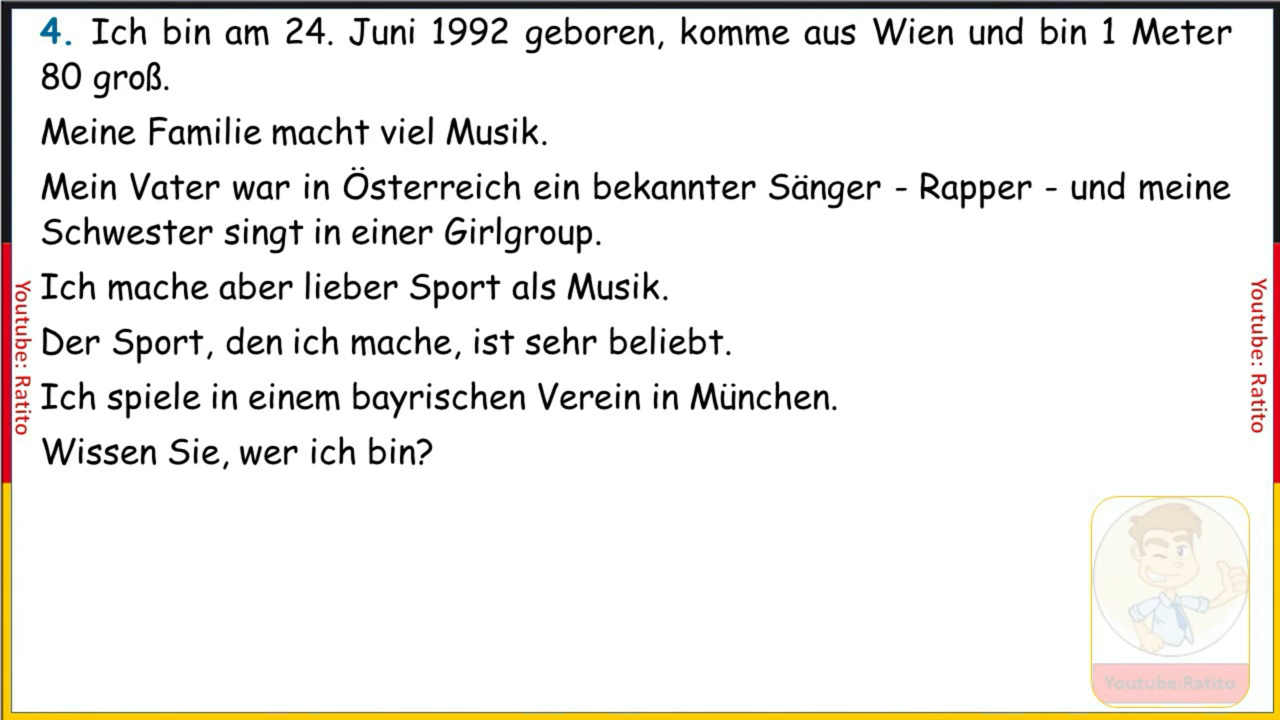 4. Ich bin am 24. Juni 1992 geboren, komme aus Wien und bin 1 Meter
80 groß.
Meine Familie macht viel Musik.
Mein Vater war in Österreich ein bekannter Sänger - Rapper - und meine
Schwester singt in einer Girlgroup.
Ich mache aber lieber Sport als Musik.
Der Sport, den ich mache, ist sehr beliebt.
Ich spiele in einem bayrischen Verein in München.
Wissen Sie, wer ich bin?
Youtube: Ratito
Youtube: Ratito
Youtube:Ratito